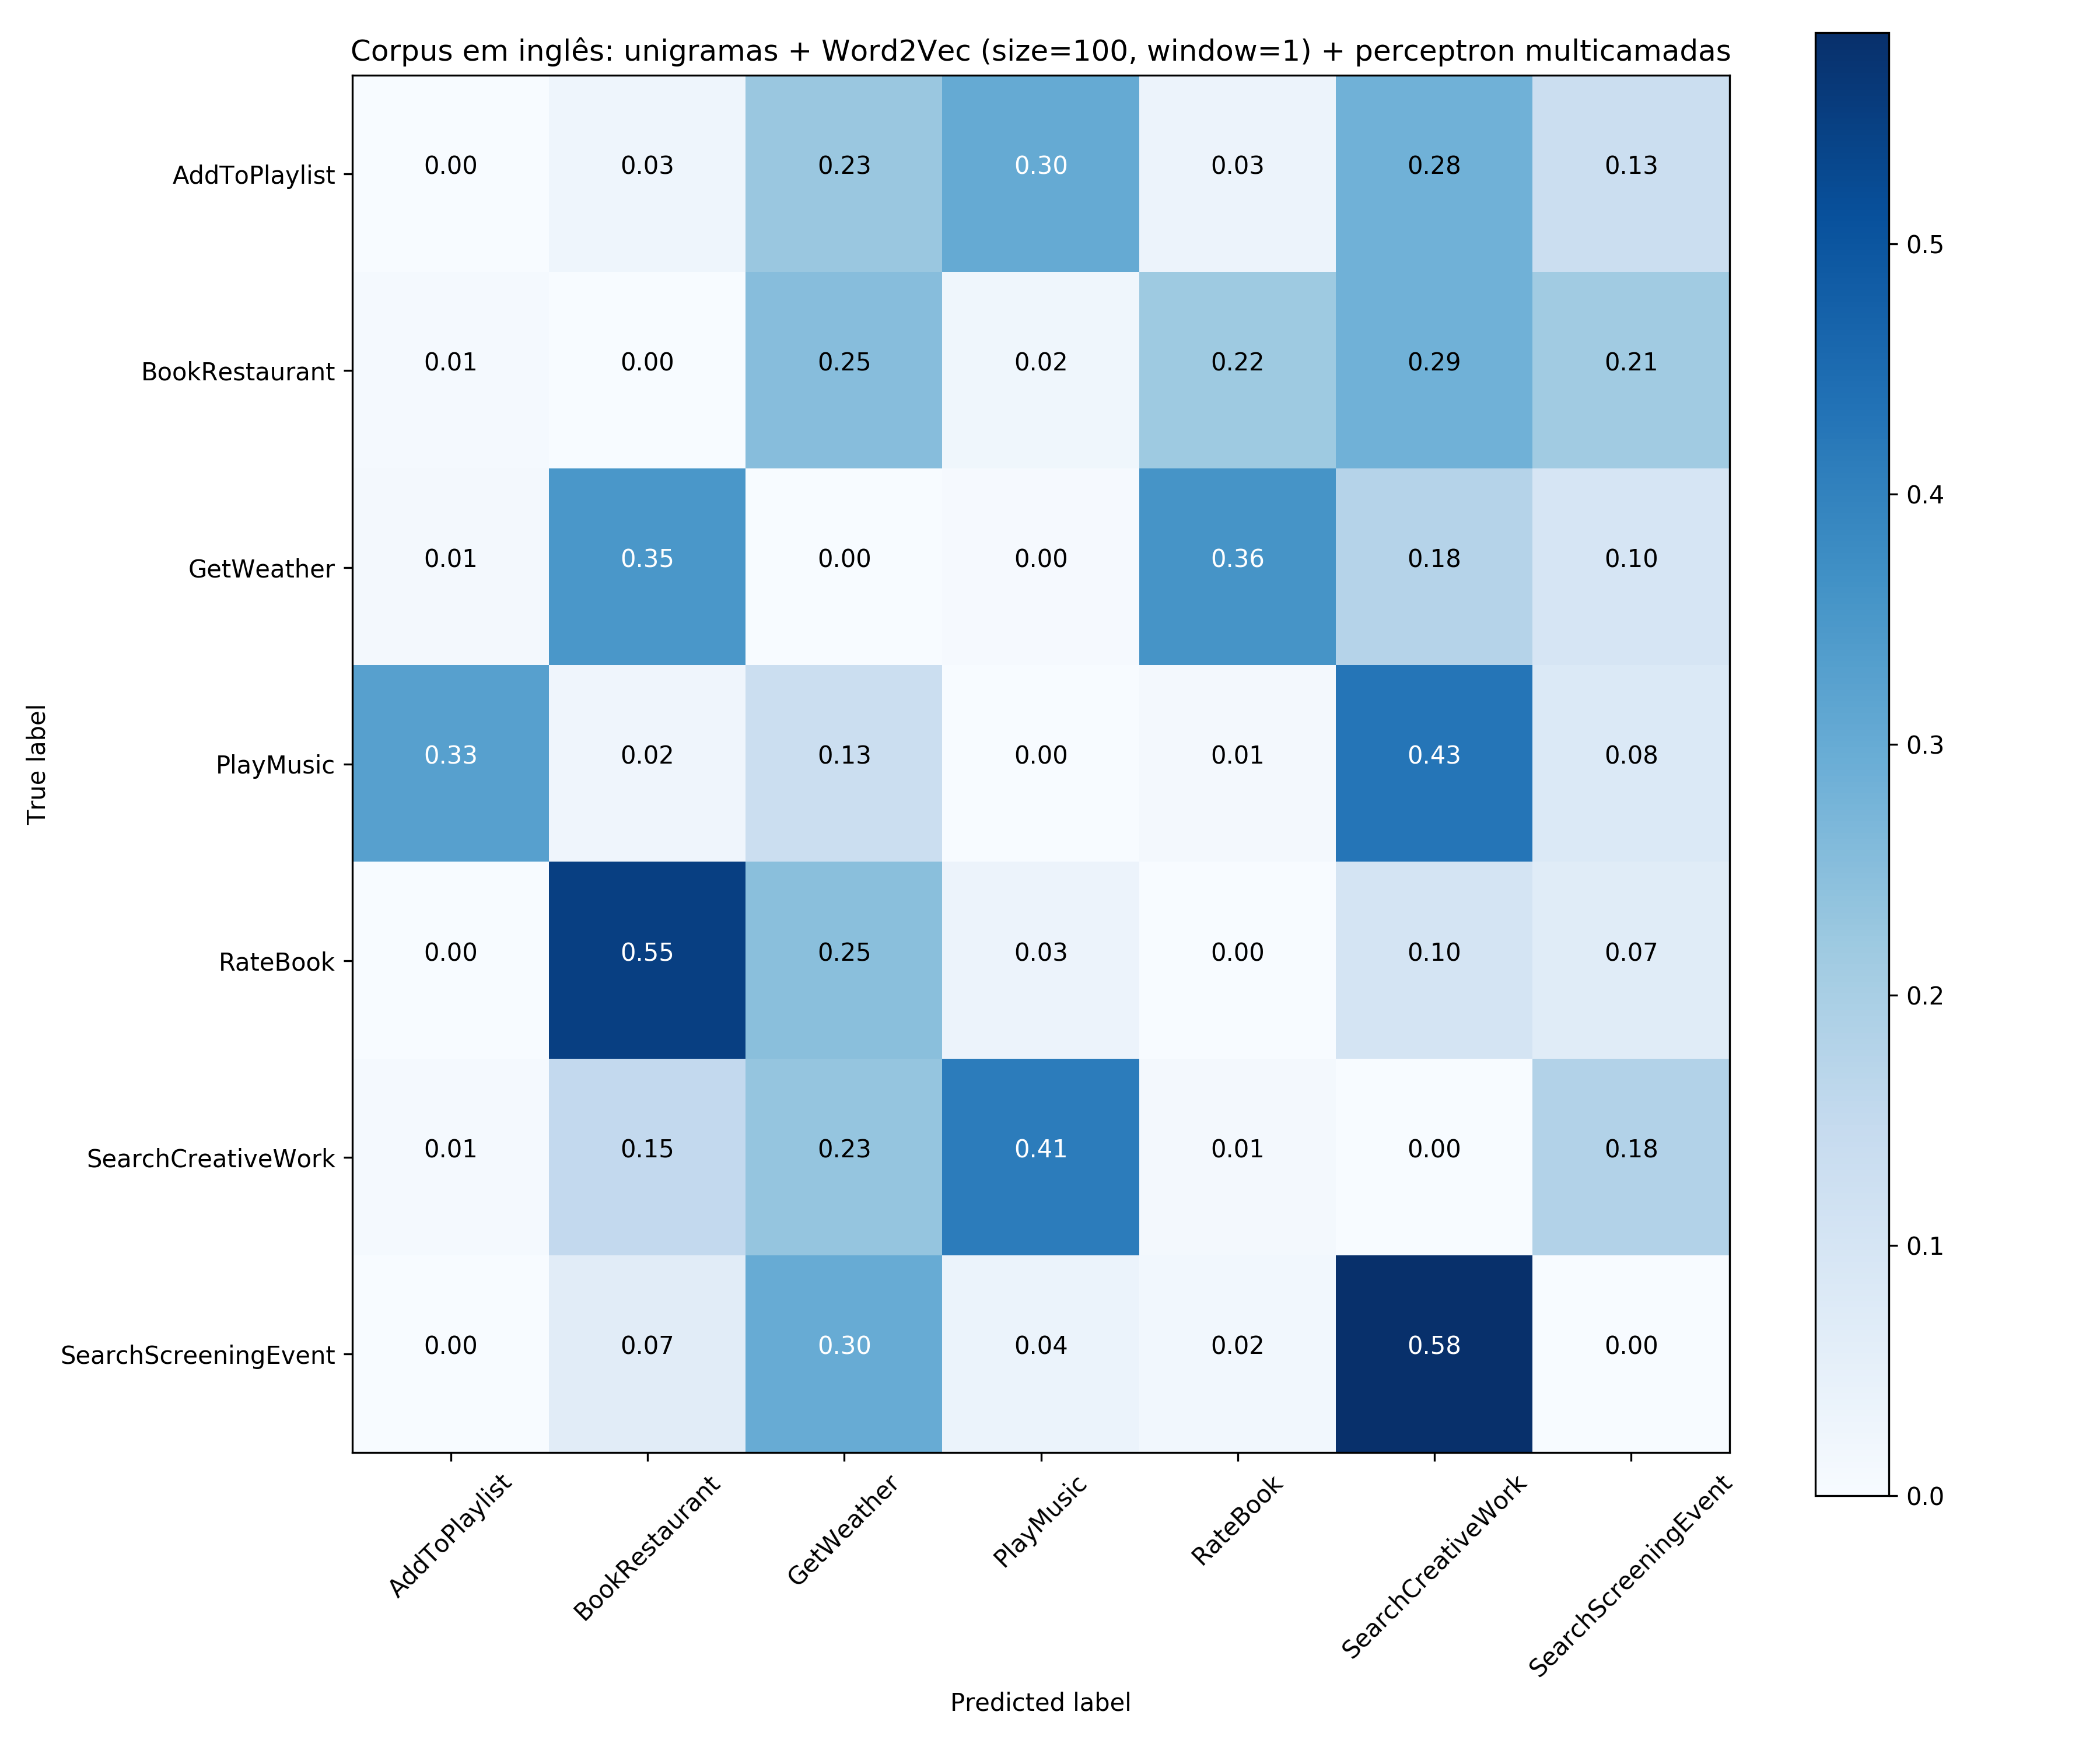 Corpus em inglês: unigramas + Word2Vec (size=100, window=1) + perceptron multicamadas
True label
AddToPlaylist 0.00 0.03 0.23 0.30 0.03 0.28 0.13
BookRestaurant 0.01 0.00 0.25 0.02 0.22 0.29 0.21
GetWeather 0.01 0.35 0.00 0.00 0.36 0.18 0.10
PlayMusic 0.33 0.02 0.13 0.00 0.01 0.43 0.08
RateBook 0.00 0.55 0.25 0.03 0.00 0.10 0.07
SearchCreativeWork 0.01 0.15 0.23 0.41 0.01 0.00 0.18
SearchScreeningEvent 0.00 0.07 0.30 0.04 0.02 0.58 0.00
AddToPlaylist BookRestaurant GetWeather PlayMusic RateBook SearchCreativeWork SearchScreeningEvent
Predicted label
0.5
0.4
0.3
0.2
0.1
0.0